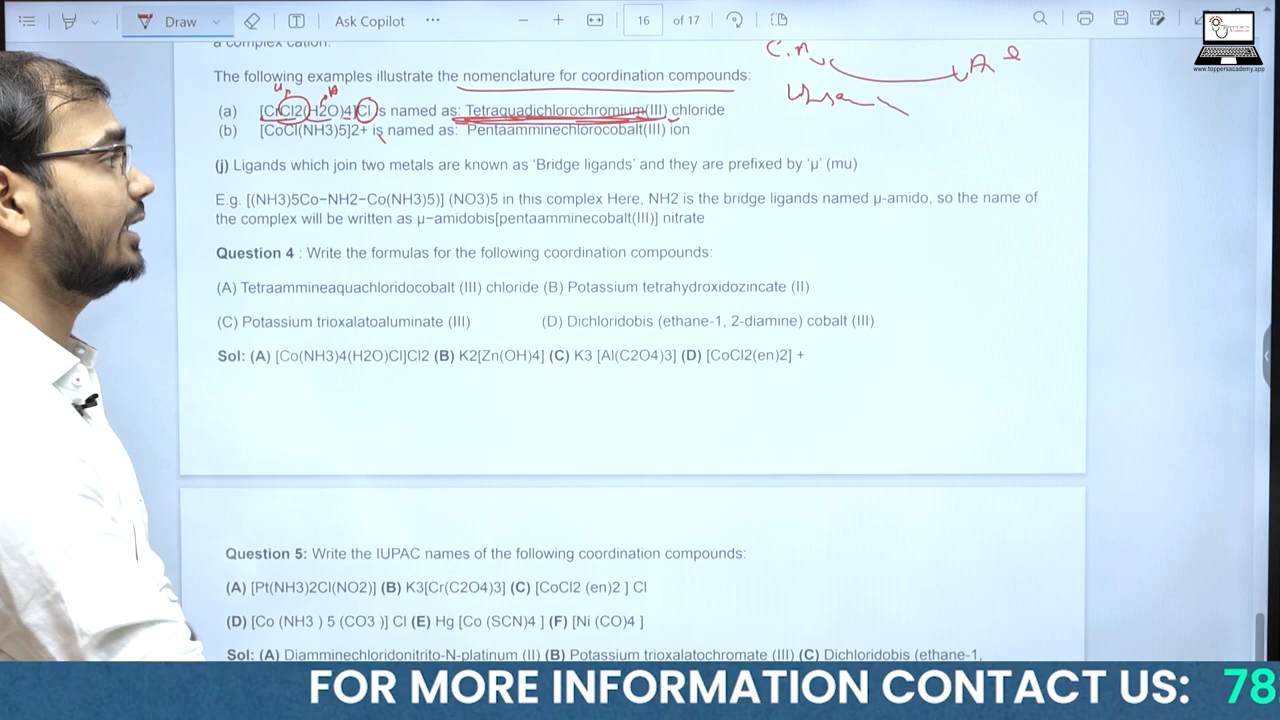 Draw
Ask Copilot
16 of 17
www.toppersacademy.app
a complex cation.
The following examples illustrate the nomenclature for coordination compounds:
(a) [CrCl2(H2O)4]Cl s named as: Tetraquadichlorochromium(III) chloride
(b) [CoCl(NH3)5]2+ is named as: Pentaamminechlorocobalt(III) ion
(j) Ligands which join two metals are known as 'Bridge ligands' and they are prefixed by 'μ' (mu)
E.g. [(NH3)5Co−NH2−Co(NH3)5)] (NO3)5 in this complex Here, NH2 is the bridge ligands named μ-amido, so the name of
the complex will be written as μ−amidobis[pentaamminecobalt(III)] nitrate
Question 4 : Write the formulas for the following coordination compounds:
(A) Tetraammineaquachloridocobalt (III) chloride (B) Potassium tetrahydroxidozincate (II)
(C) Potassium trioxalatoaluminate (III) (D) Dichloridobis (ethane-1, 2-diamine) cobalt (III)
Sol: (A) [Co(NH3)4(H2O)Cl]Cl2 (B) K2[Zn(OH)4] (C) K3 [Al(C2O4)3] (D) [CoCl2(en)2] +
Question 5: Write the IUPAC names of the following coordination compounds:
(A) [Pt(NH3)2Cl(NO2)] (B) K3[Cr(C2O4)3] (C) [CoCl2 (en)2 ] Cl
(D) [Co (NH3 ) 5 (CO3 )] Cl (E) Hg [Co (SCN)4 ] (F) [Ni (CO)4 ]
Sol: (A) Diamminechloridonitrito-N-platinum (II) (B) Potassium trioxalatochromate (III) (C) Dichloridobis (ethane-1,
FOR MORE INFORMATION CONTACT US: 78